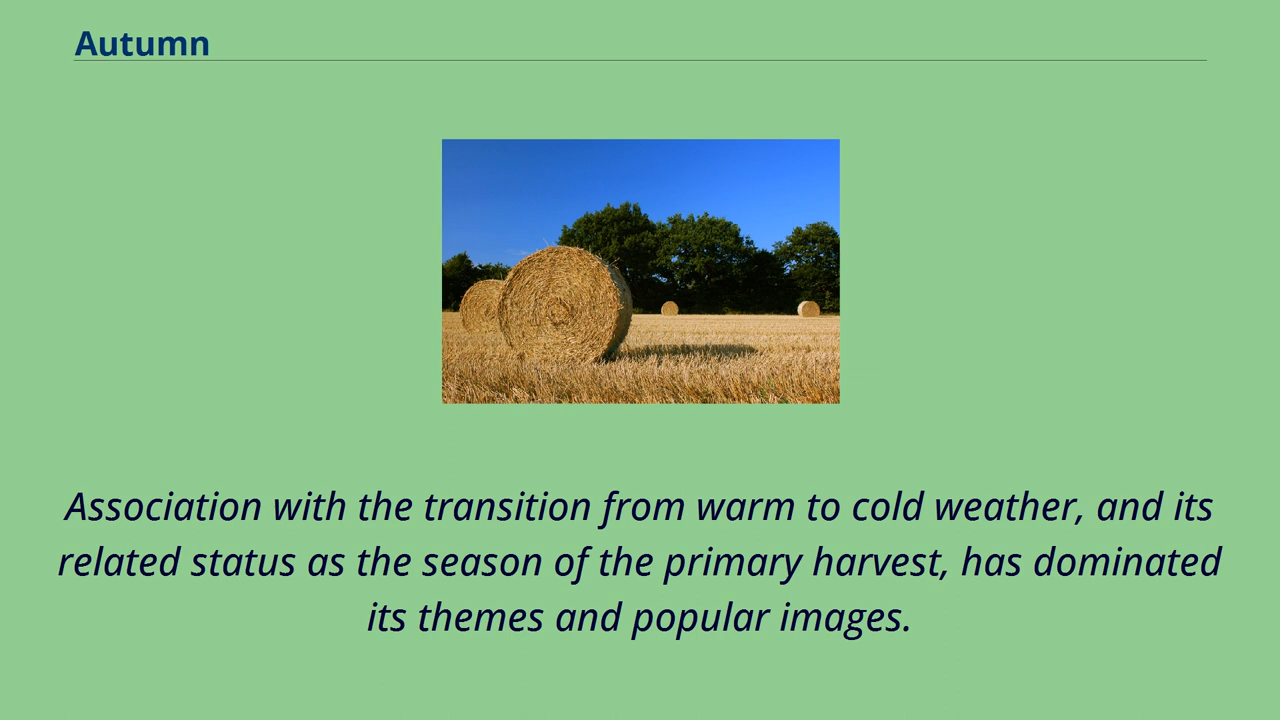 Autumn
Association with the transition from warm to cold weather, and its
related status as the season of the primary harvest, has dominated
its themes and popular images.